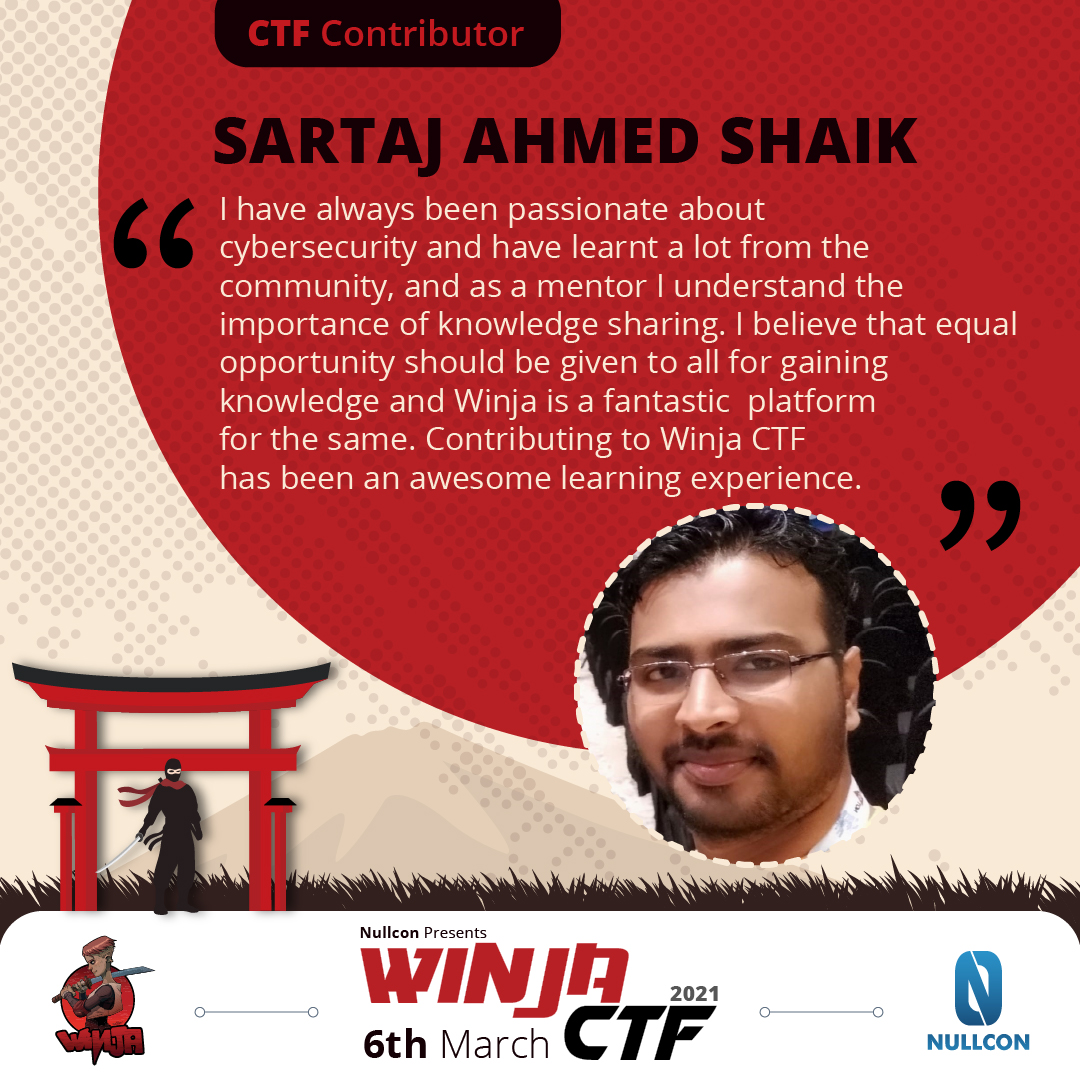 CTF Contributor
SARTAJ AHMED SHAIK
“ I have always been passionate about
cybersecurity and have learnt a lot from the
community, and as a mentor I understand the
importance of knowledge sharing. I believe that equal
opportunity should be given to all for gaining
knowledge and Winja is a fantastic  platform
for the same. Contributing to Winja CTF
has been an awesome learning experience. ”
WINJA
Nullcon Presents
WINJA
2021
6th March CTF
NULLCON